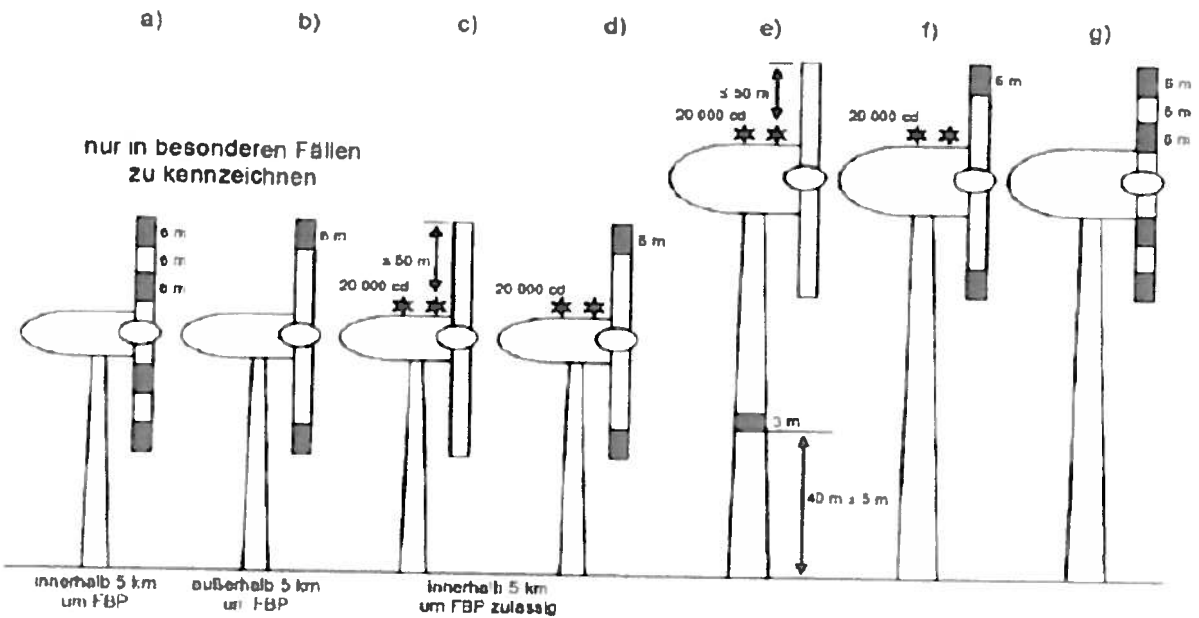 a)
b)
c)
d)
e)
f)
g)
nur in besonderen Fällen
zu kennzeichnen
6 m
6 m
6 m
6 m
≤ 50 m
20 000 cd
20 000 cd
6 m
≤ 50 m
20 000 cd
3 m
40 m ± 5 m
20 000 cd
6 m
6 m
6 m
6 m
innerhalb 5 km
um FBP
außerhalb 5 km
um FBP
innerhalb 5 km
um FBP zulässig